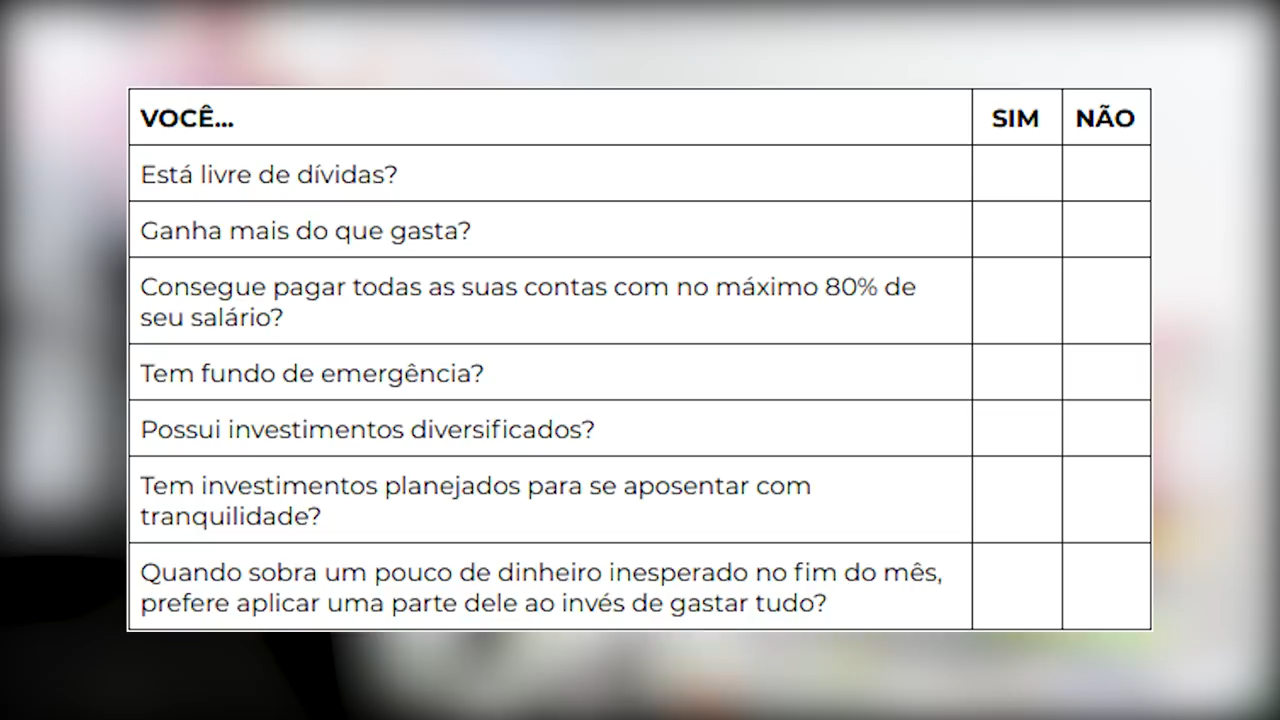 VOCÊ... SIM NÃO
Está livre de dívidas?
Ganha mais do que gasta?
Consegue pagar todas as suas contas com no máximo 80% de
seu salário?
Tem fundo de emergência?
Possui investimentos diversificados?
Tem investimentos planejados para se aposentar com
tranquilidade?
Quando sobra um pouco de dinheiro inesperado no fim do mês,
prefere aplicar uma parte dele ao invés de gastar tudo?